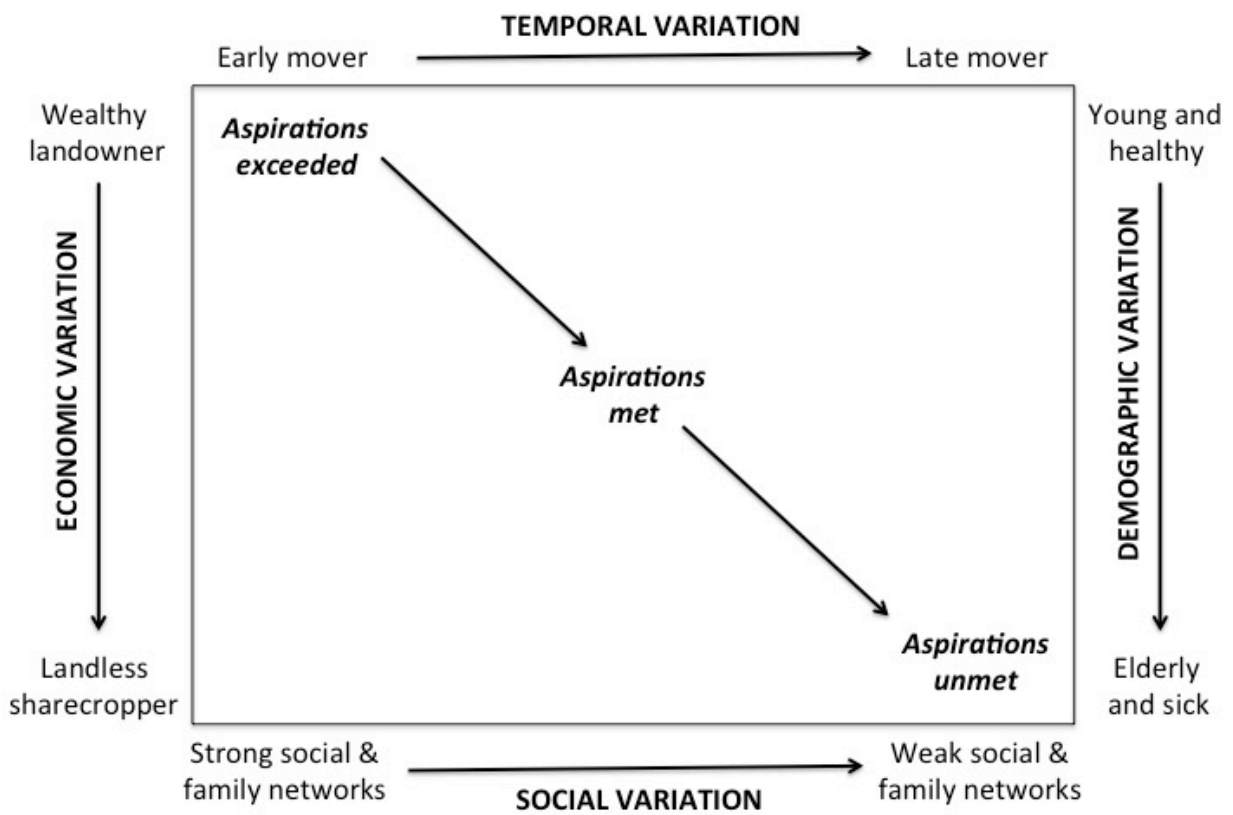 TEMPORAL VARIATION
Early mover
Late mover
Wealthy
landowner
Young and
healthy
Aspirations
exceeded
ECONOMIC VARIATION
DEMOGRAPHIC VARIATION
Aspirations
met
Aspirations
unmet
Landless
sharecropper
Elderly
and sick
Strong social &
family networks
Weak social &
family networks
SOCIAL VARIATION